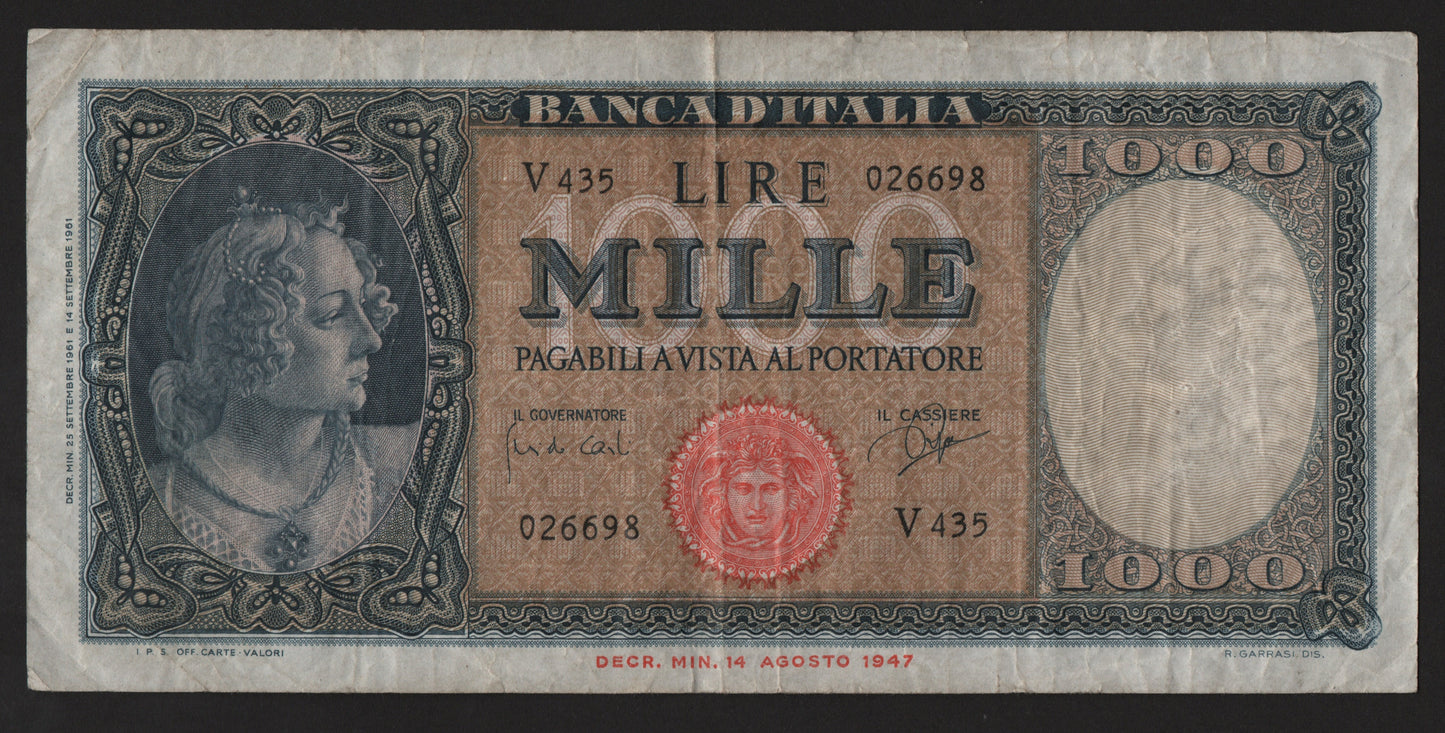 BANCA D'ITALIA
V 435 LIRE 026698
1000
1000
MILLE
PAGABILI A VISTA AL PORTATORE
IL GOVERNATORE
IL CASSIERE
026698
V 435
1000
DECR. MIN. 25 SETTEMBRE 1961 E 14 SETTEMBRE 1961
I. P. S. OFF. CARTE-VALORI
DECR. MIN. 14 AGOSTO 1947
R. GARRASI. DIS.